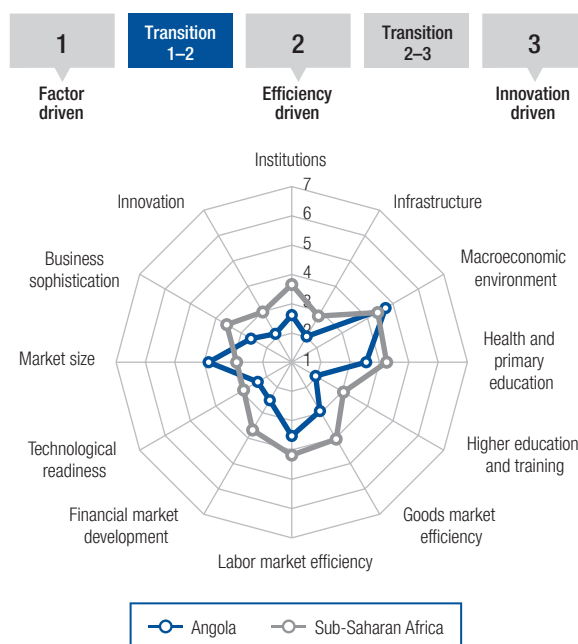 1
Transition
1–2
2
Transition
2–3
3
Factor
driven
Efficiency
driven
Innovation
driven
Institutions
Infrastructure
Macroeconomic
environment
Health and
primary
education
Higher education
and training
Goods market
efficiency
Labor market efficiency
Financial market
development
Technological
readiness
Market size
Business
sophistication
Innovation
7
6
5
4
3
2
1
Angola
Sub-Saharan Africa